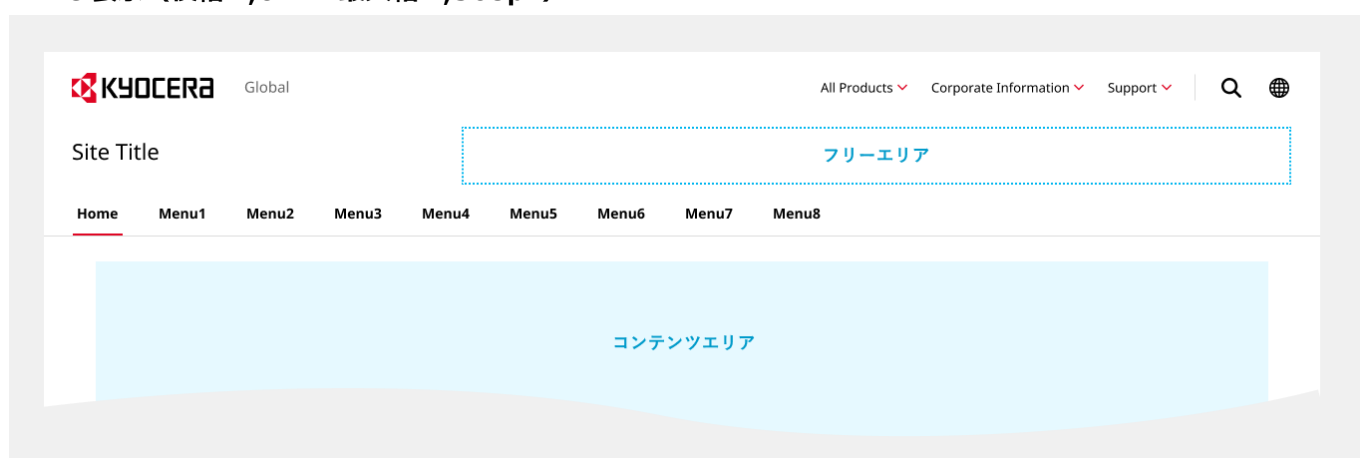 KYOCERA Global All Products Corporate Information Support
Site Title フリーエリア
Home Menu1 Menu2 Menu3 Menu4 Menu5 Menu6 Menu7 Menu8
コンテンツエリア